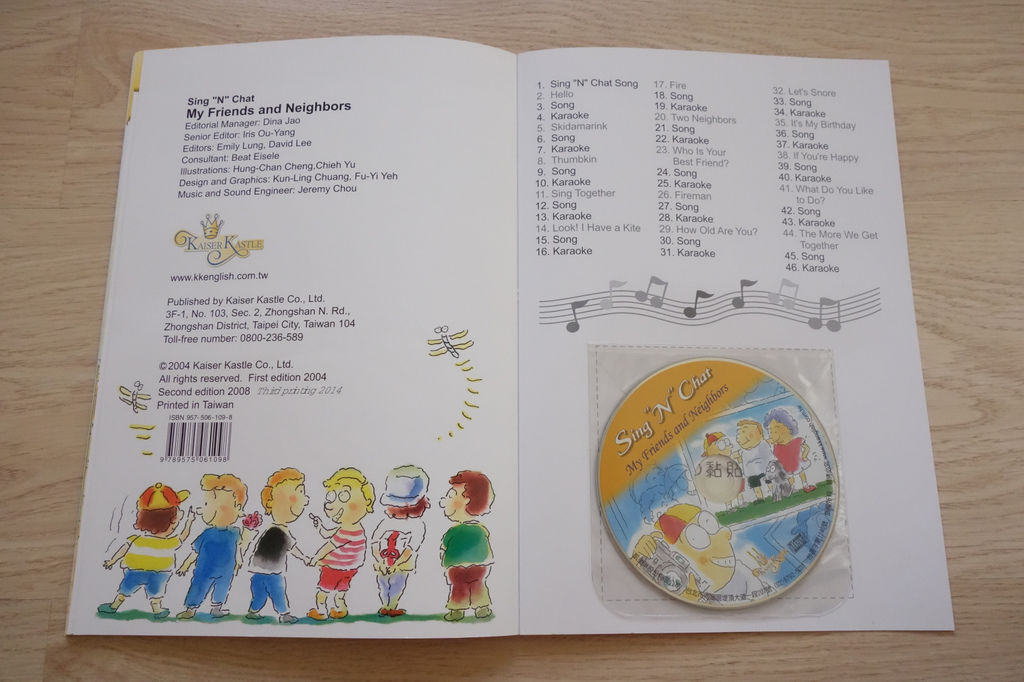 Sing "N" Chat
My Friends and Neighbors
Editorial Manager: Dina Jao
Senior Editor: Iris Ou-Yang
Editors: Emily Lung, David Lee
Consultant: Beat Eisele
Illustrations: Hung-Chan Cheng,Chieh Yu
Design and Graphics: Kun-Ling Chuang, Fu-Yi Yeh
Music and Sound Engineer: Jeremy Chou
KAISER KASTLE
www.kkenglish.com.tw
Published by Kaiser Kastle Co., Ltd.
3F-1, No. 103, Sec. 2, Zhongshan N. Rd.,
Zhongshan District, Taipei City, Taiwan 104
Toll-free number: 0800-236-589
©2004 Kaiser Kastle Co., Ltd.
All rights reserved. First edition 2004
Second edition 2008 Third printing 2014
Printed in Taiwan
ISBN 957-506-109-8
9 789575 061098
1. Sing "N" Chat Song
2. Hello
3. Song
4. Karaoke
5. Skidamarink
6. Song
7. Karaoke
8. Thumbkin
9. Song
10. Karaoke
11. Sing Together
12. Song
13. Karaoke
14. Look! I Have a Kite
15. Song
16. Karaoke
17. Fire
18. Song
19. Karaoke
20. Two Neighbors
21. Song
22. Karaoke
23. Who Is Your
Best Friend?
24. Song
25. Karaoke
26. Fireman
27. Song
28. Karaoke
29. How Old Are You?
30. Song
31. Karaoke
32. Let's Snore
33. Song
34. Karaoke
35. It's My Birthday
36. Song
37. Karaoke
38. If You're Happy
39. Song
40. Karaoke
41. What Do You Like
to Do?
42. Song
43. Karaoke
44. The More We Get
Together
45. Song
46. Karaoke
Sing "N" Chat
My Friends and Neighbors
黏貼